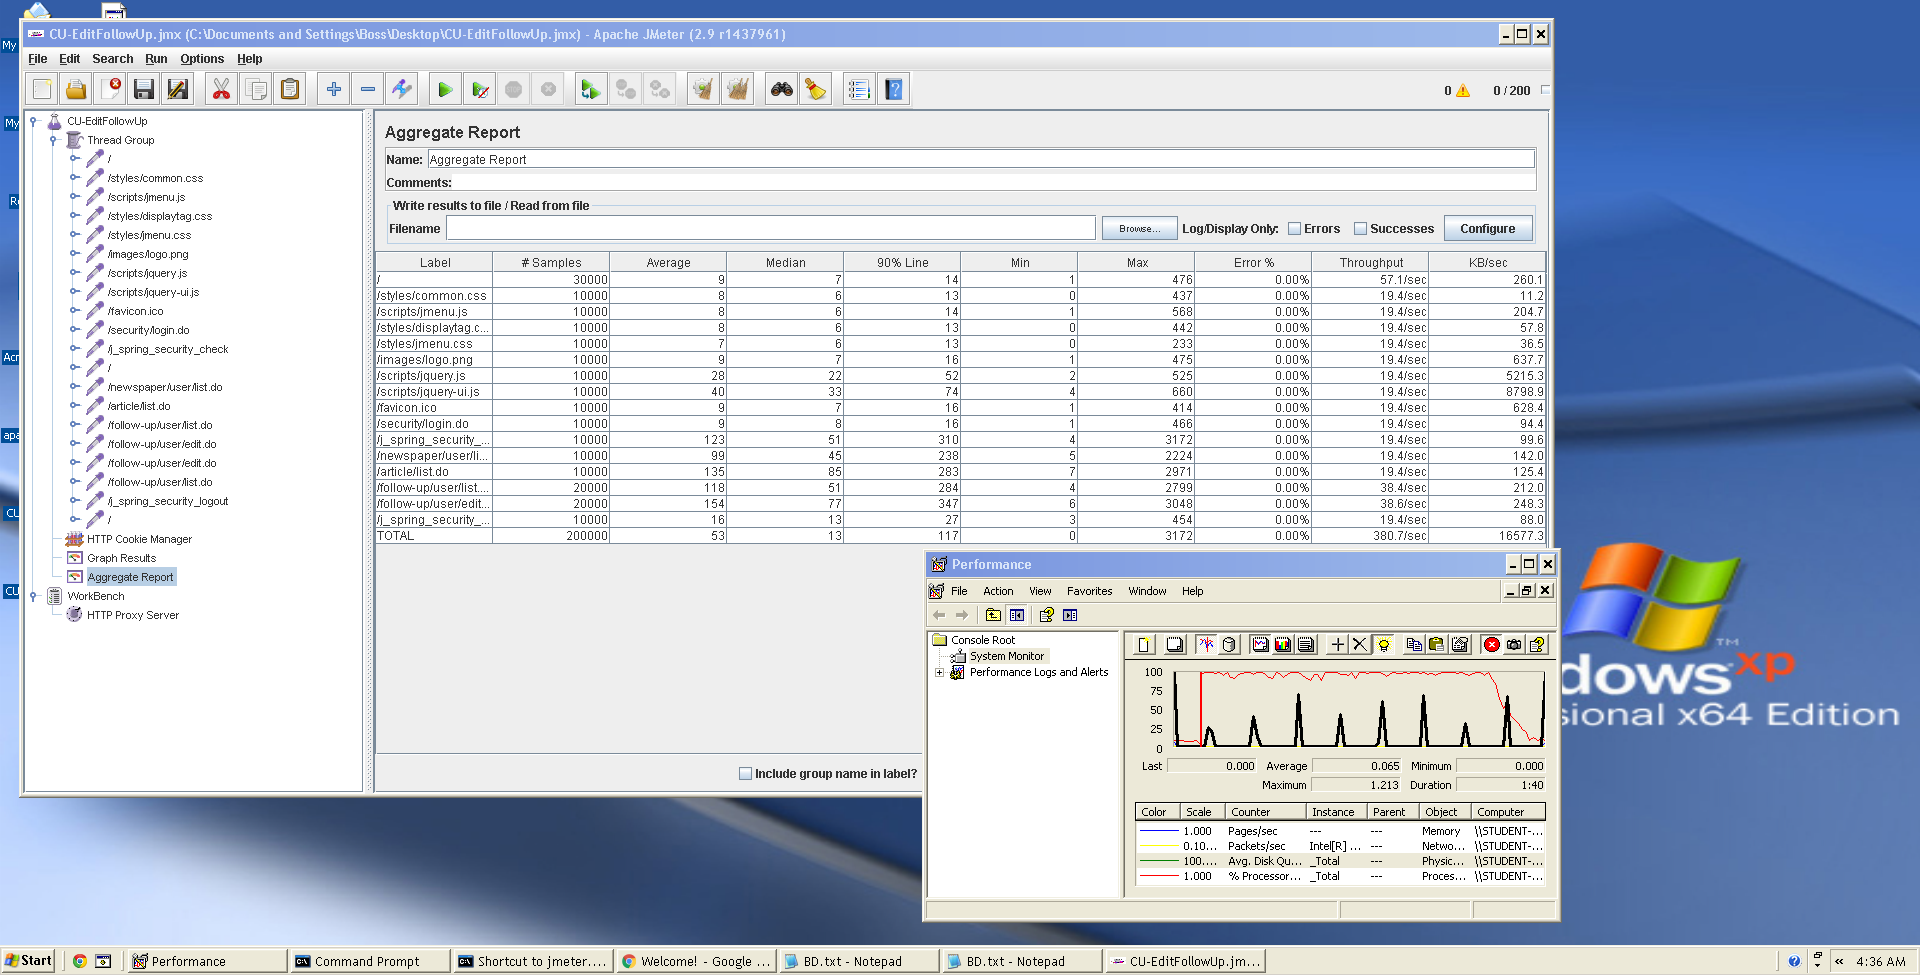 CU-EditFollowUp.jmx (C:\Documents and Settings\Boss\Desktop\CU-EditFollowUp.jmx) - Apache JMeter (2.9 r1437961)
File Edit Search Run Options Help
0 0 / 200
CU-EditFollowUp
Thread Group
/
/styles/common.css
/scripts/jmenu.js
/styles/displaytag.css
/styles/jmenu.css
/images/logo.png
/scripts/jquery.js
/scripts/jquery-ui.js
/favicon.ico
/security/login.do
/j_spring_security_check
/
/newspaper/user/list.do
/article/list.do
/follow-up/user/list.do
/follow-up/user/edit.do
/follow-up/user/edit.do
/follow-up/user/list.do
/j_spring_security_logout
/
HTTP Cookie Manager
Graph Results
Aggregate Report
WorkBench
HTTP Proxy Server
Aggregate Report
Name: Aggregate Report
Comments:
Write results to file / Read from file
Filename Browse... Log/Display Only: Errors Successes Configure
Label # Samples Average Median 90% Line Min Max Error % Throughput KB/sec
/ 30000 9 7 14 1 476 0.00% 57.1/sec 260.1
/styles/common.css 10000 8 6 13 0 437 0.00% 19.4/sec 11.2
/scripts/jmenu.js 10000 8 6 14 1 568 0.00% 19.4/sec 204.7
/styles/displaytag.c... 10000 8 6 13 0 442 0.00% 19.4/sec 57.8
/styles/jmenu.css 10000 7 6 13 0 233 0.00% 19.4/sec 36.5
/images/logo.png 10000 9 7 16 1 475 0.00% 19.4/sec 637.7
/scripts/jquery.js 10000 28 22 52 2 525 0.00% 19.4/sec 5215.3
/scripts/jquery-ui.js 10000 40 33 74 4 660 0.00% 19.4/sec 8798.9
/favicon.ico 10000 9 7 16 1 414 0.00% 19.4/sec 628.4
/security/login.do 10000 9 8 16 1 466 0.00% 19.4/sec 94.4
/j_spring_security_... 10000 123 51 310 4 3172 0.00% 19.4/sec 99.6
/newspaper/user/li... 10000 99 45 238 5 2224 0.00% 19.4/sec 142.0
/article/list.do 10000 135 85 283 7 2971 0.00% 19.4/sec 125.4
/follow-up/user/list.... 20000 118 51 284 4 2799 0.00% 38.4/sec 212.0
/follow-up/user/edit... 20000 154 77 347 6 3048 0.00% 38.6/sec 248.3
/j_spring_security_... 10000 16 13 27 3 454 0.00% 19.4/sec 88.0
TOTAL 200000 53 13 117 0 3172 0.00% 380.7/sec 16577.3
Include group name in label?
Performance
File Action View Favorites Window Help
Console Root
System Monitor
Performance Logs and Alerts
100
75
50
25
0
Last 0.000 Average 0.065 Minimum 0.000
Maximum 1.213 Duration 1:40
Color Scale Counter Instance Parent Object Computer
1.000 Pages/sec --- --- Memory \\STUDENT-...
0.10... Packets/sec Intel[R] ... --- Netwo... \\STUDENT-...
100.... Avg. Disk Qu... _Total --- Physic... \\STUDENT-...
1.000 % Processor... _Total --- Proces... \\STUDENT-...
dows xp
TM
sional x64 Edition
My
My
Re
Acr
apa
CU
CU
Start Performance Command Prompt Shortcut to jmeter.... Welcome! - Google ... BD.txt - Notepad BD.txt - Notepad CU-EditFollowUp.jm... 4:36 AM